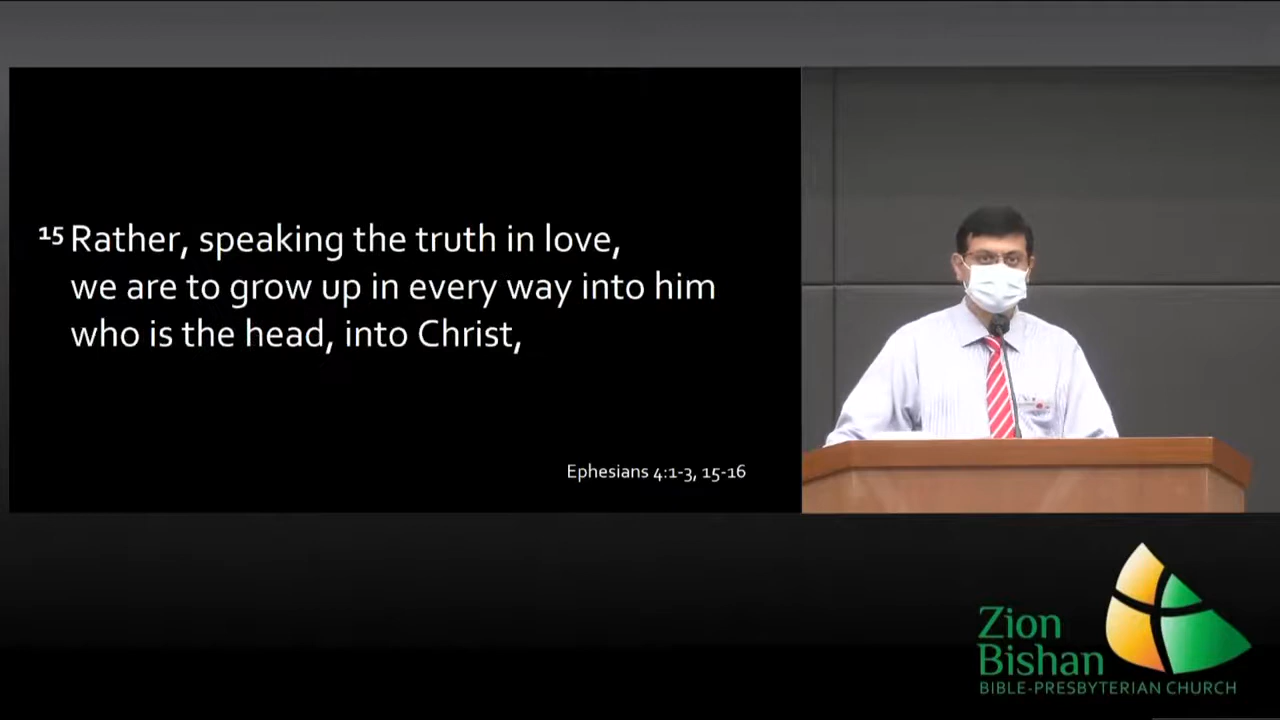 15 Rather, speaking the truth in love,
we are to grow up in every way into him
who is the head, into Christ,
Ephesians 4:1-3, 15-16
Zion
Bishan
BIBLE-PRESBYTERIAN CHURCH